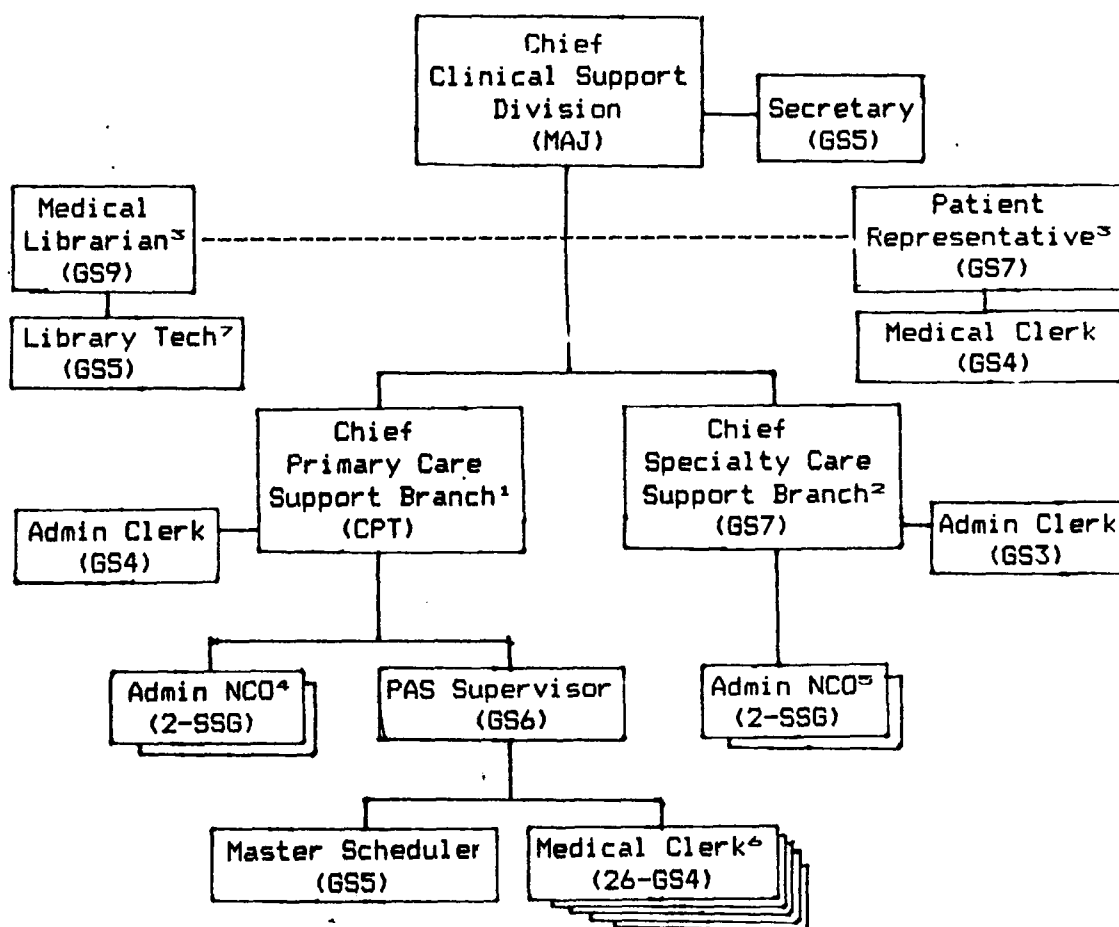 Chief
Clinical Support
Division
(MAJ)
Secretary
(GS5)
Medical
Librarian³
(GS9)
Patient
Representative³
(GS7)
Library Tech⁷
(GS5)
Medical Clerk
(GS4)
Chief
Primary Care
Support Branch¹
(CPT)
Chief
Specialty Care
Support Branch²
(GS7)
Admin Clerk
(GS4)
Admin Clerk
(GS3)
Admin NCO⁴
(2-SSG)
PAS Supervisor
(GS6)
Admin NCO⁵
(2-SSG)
Master Scheduler
(GS5)
Medical Clerk⁶
(26-GS4)